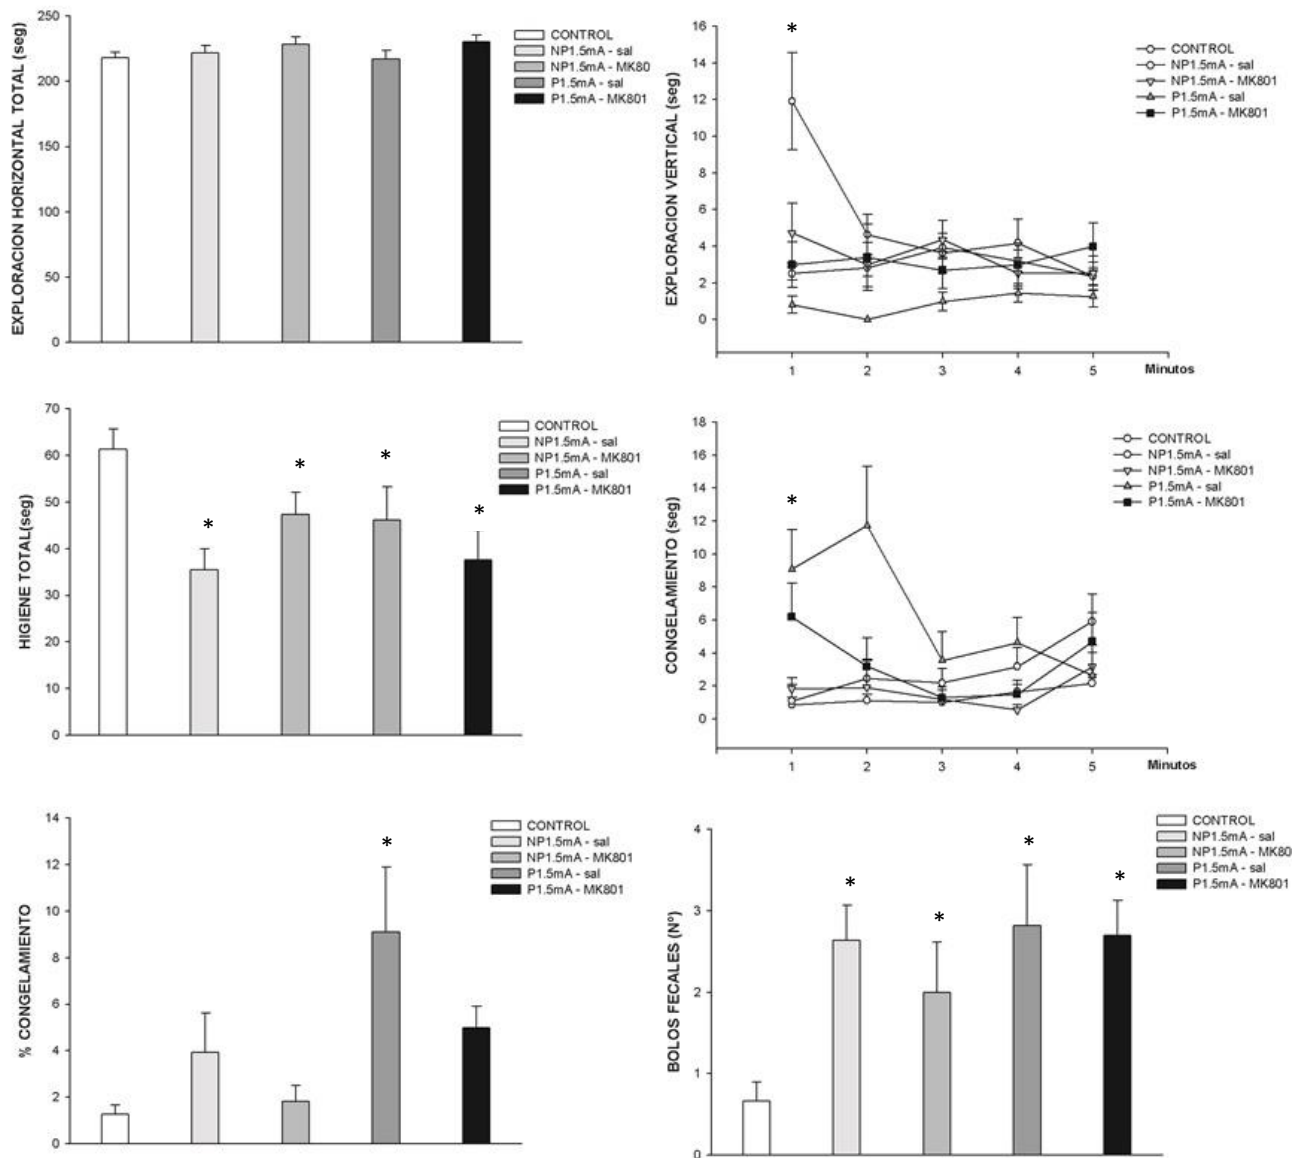 EXPLORACION HORIZONTAL TOTAL (seg)
250
200
150
100
50
0
CONTROL
NP1.5mA - sal
NP1.5mA - MK80
P1.5mA - sal
P1.5mA - MK801
EXPLORACION VERTICAL (seg)
16
14
12
10
8
6
4
2
0
*
CONTROL
NP1.5mA - sal
NP1.5mA - MK801
P1.5mA - sal
P1.5mA - MK801
1 2 3 4 5 Minutos
HIGIENE TOTAL(seg)
70
60
50
40
30
20
10
0
* * * *
CONTROL
NP1.5mA - sal
NP1.5mA - MK801
P1.5mA - sal
P1.5mA - MK801
CONGELAMIENTO (seg)
18
16
14
12
10
8
6
4
2
0
*
CONTROL
NP1.5mA - sal
NP1.5mA - MK801
P1.5mA - sal
P1.5mA - MK801
1 2 3 4 5 Minutos
% CONGELAMIENTO
14
12
10
8
6
4
2
0
*
CONTROL
NP1.5mA - sal
NP1.5mA - MK801
P1.5mA - sal
P1.5mA - MK801
BOLOS FECALES (Nº)
4
3
2
1
0
* * * *
CONTROL
NP1.5mA - sal
NP1.5mA - MK80
P1.5mA - sal
P1.5mA - MK801